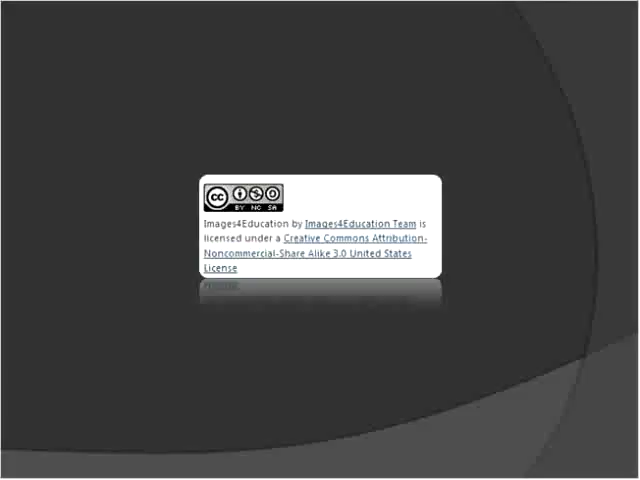 cc
BY NC SA
Images4Education by Images4Education Team is
licensed under a Creative Commons Attribution-
Noncommercial-Share Alike 3.0 United States
License